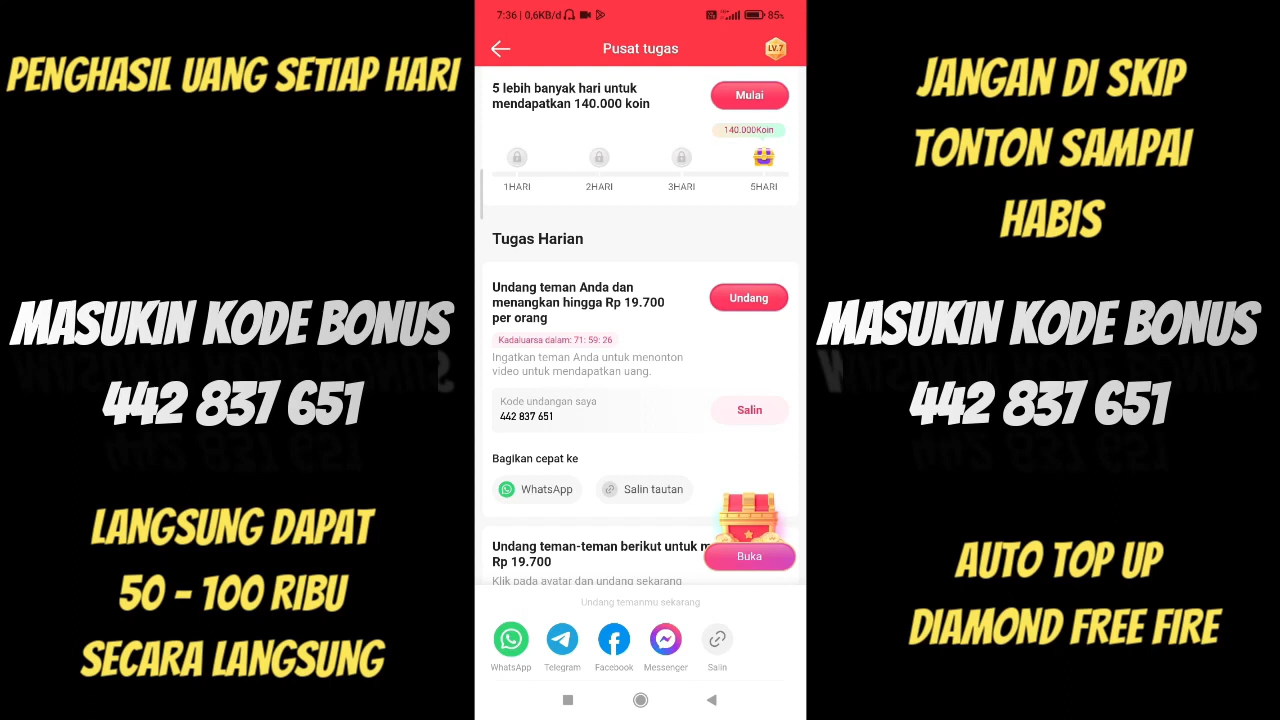 PENGHASIL UANG SETIAP HARI
MASUKIN KODE BONUS
442 837 651
LANGSUNG DAPAT
50 - 100 RIBU
SECARA LANGSUNG
7:36 | 0,6KB/d
85%
Pusat tugas
LV.7
5 lebih banyak hari untuk
mendapatkan 140.000 koin
Mulai
140.000Koin
1HARI
2HARI
3HARI
5HARI
Tugas Harian
Undang teman Anda dan
menangkan hingga Rp 19.700
per orang
Undang
Kadaluarsa dalam: 71: 59: 26
Ingatkan teman Anda untuk menonton
video untuk mendapatkan uang.
Kode undangan saya
442 837 651
Salin
Bagikan cepat ke
WhatsApp
Salin tautan
Undang teman-teman berikut untuk m
Rp 19.700
Buka
Klik pada avatar dan undang sekarang
Undang temanmu sekarang
WhatsApp
Telegram
Facebook
Messenger
Salin
JANGAN DI SKIP
TONTON SAMPAI
HABIS
MASUKIN KODE BONUS
442 837 651
AUTO TOP UP
DIAMOND FREE FIRE